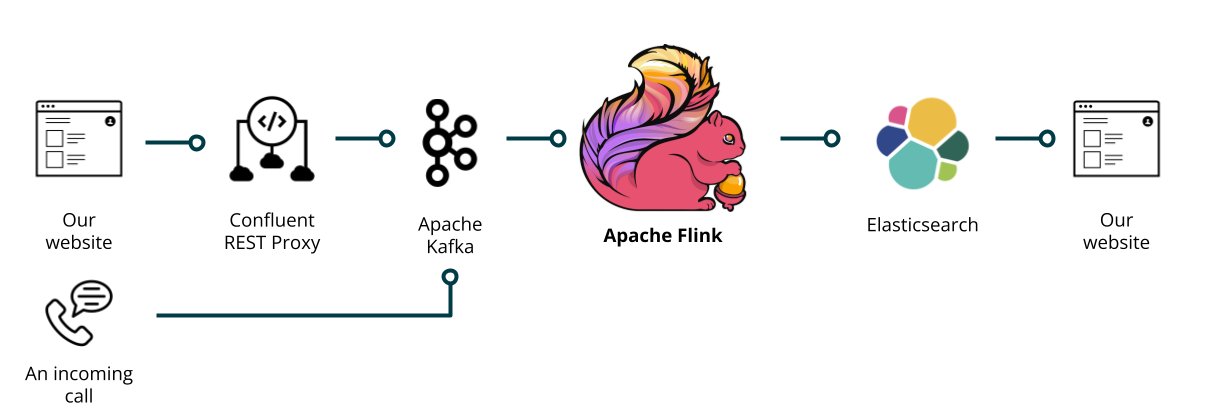 Our
website
Confluent
REST Proxy
Apache
Kafka
Apache Flink
Elasticsearch
Our
website
An incoming
call